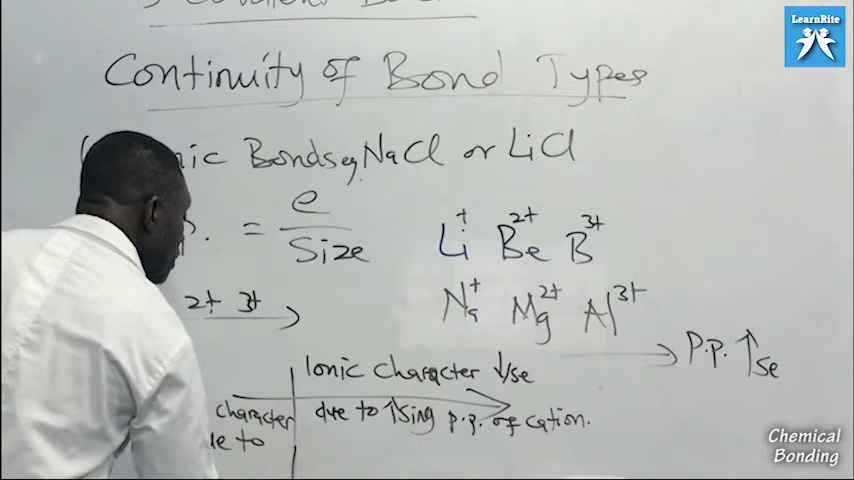 LearnRite
Continuity of Bond Types
nic Bonds eg NaCl or LiCl
P. = e / Size
Li⁺ Be²⁺ B³⁺
Na⁺ Mg²⁺ Al³⁺
2+ 3+
P.p. ↑se
Ionic character ↓se
due to ↑sing p.p. of cation.
character
ue to
Chemical
Bonding